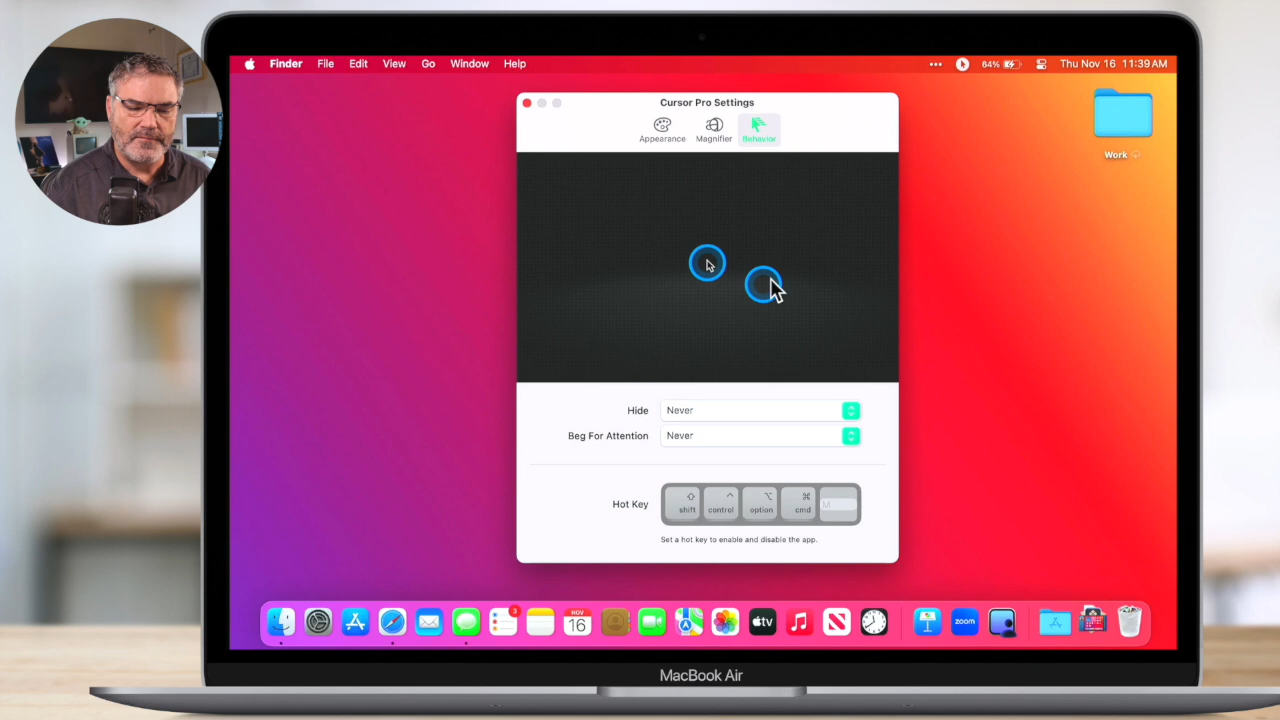 Finder File Edit View Go Window Help
64%
Thu Nov 16 11:39 AM
Cursor Pro Settings
Appearance
Magnifier
Behavior
Work
Hide
Never
Beg For Attention
Never
Hot Key
shift
control
option
cmd
M
Set a hot key to enable and disable the app.
3
NOV
16
tv
zoom
MacBook Air